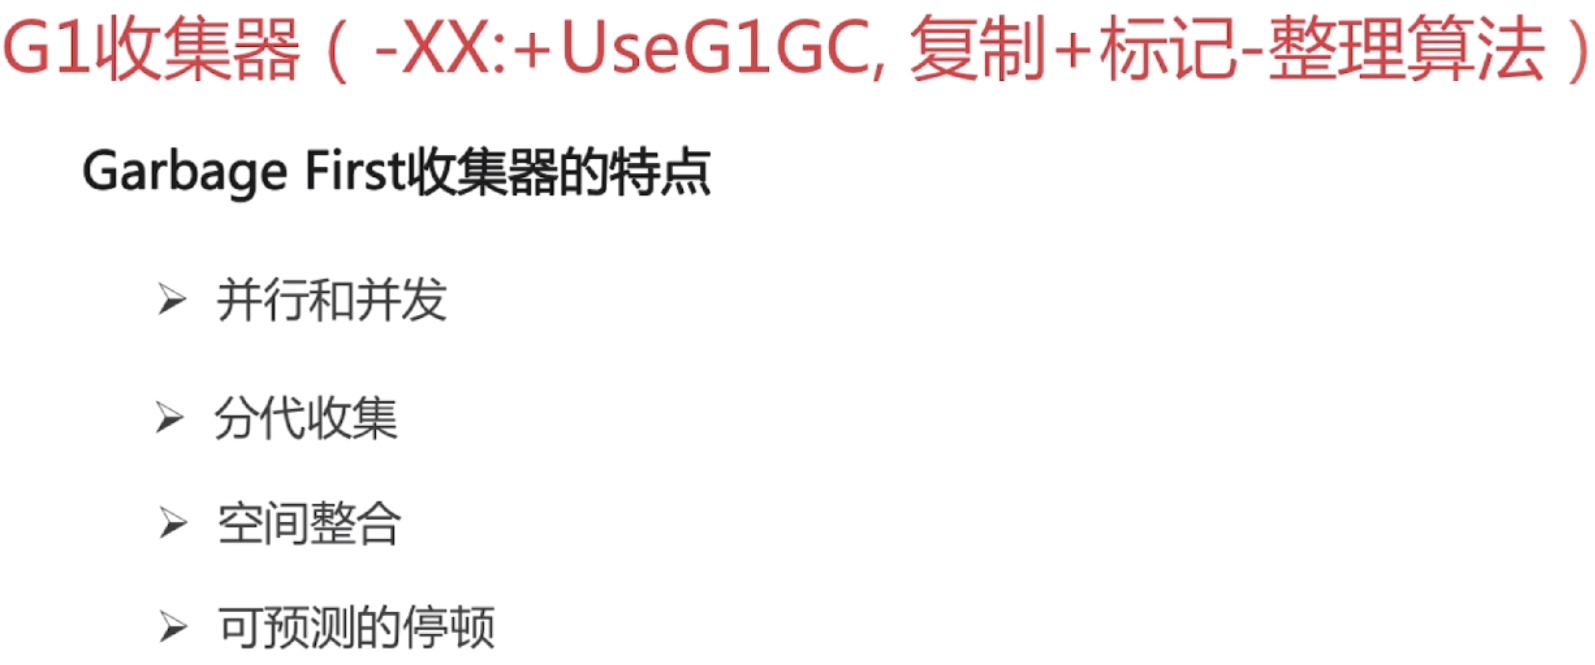 G1收集器（-XX:+UseG1GC, 复制+标记-整理算法）
Garbage First收集器的特点
➢ 并行和并发
➢ 分代收集
➢ 空间整合
➢ 可预测的停顿